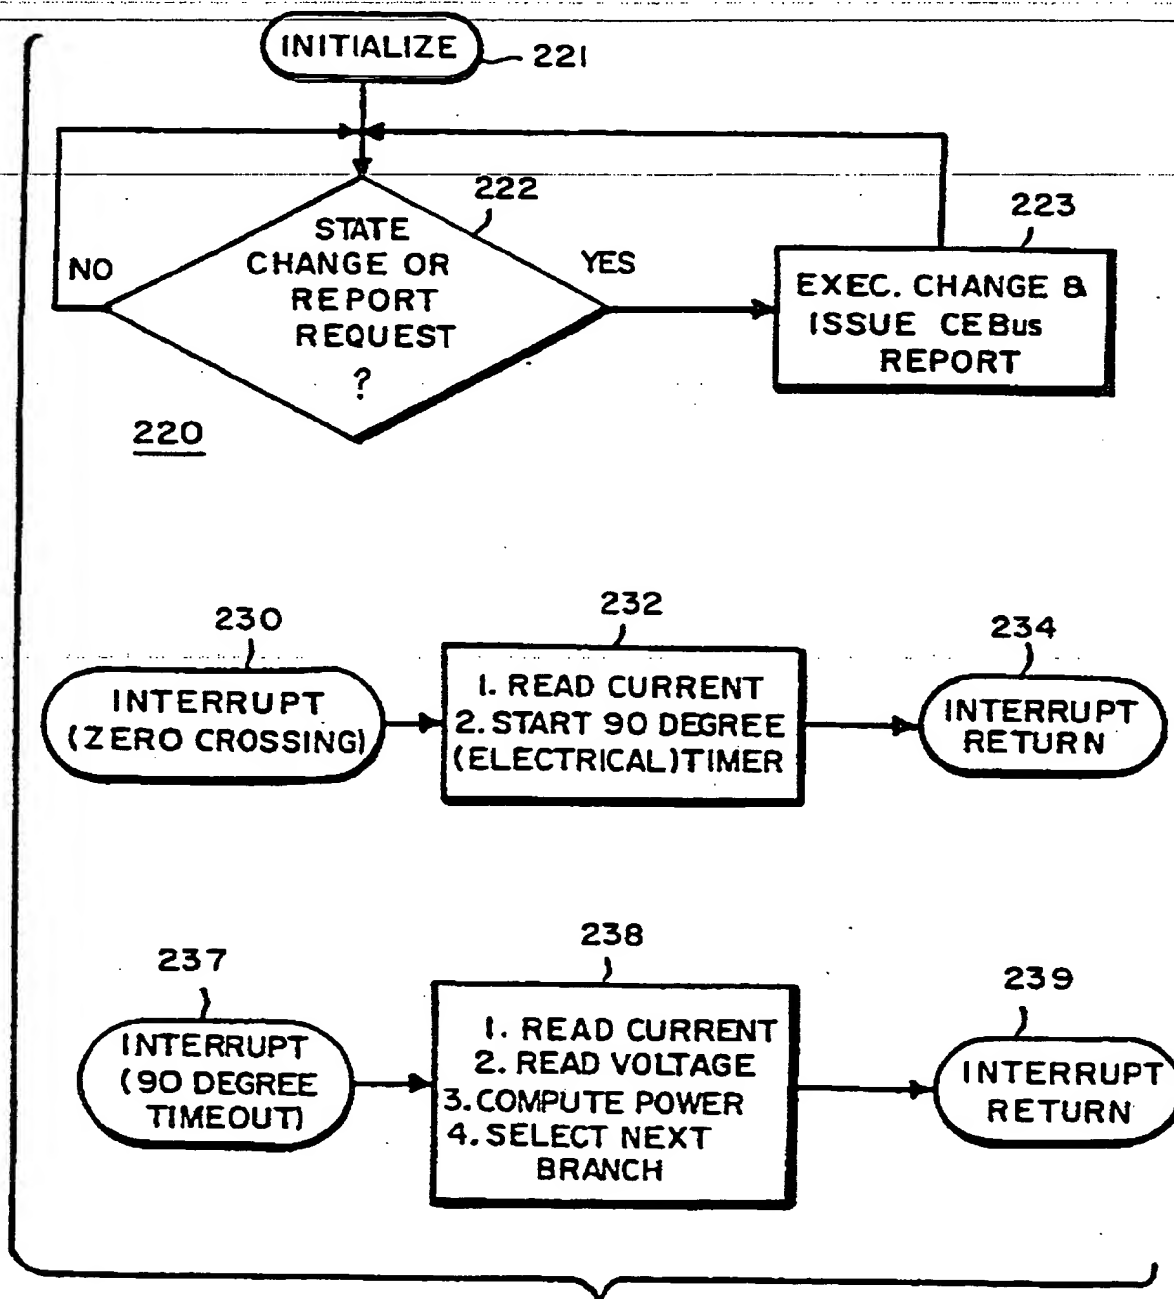 INITIALIZE
221
222
STATE
CHANGE OR
REPORT
REQUEST
?
NO
YES
223
EXEC. CHANGE &
ISSUE CEBus
REPORT
220
230
INTERRUPT
(ZERO CROSSING)
232
1. READ CURRENT
2. START 90 DEGREE
(ELECTRICAL) TIMER
234
INTERRUPT
RETURN
237
INTERRUPT
(90 DEGREE
TIMEOUT)
238
1. READ CURRENT
2. READ VOLTAGE
3. COMPUTE POWER
4. SELECT NEXT
BRANCH
239
INTERRUPT
RETURN